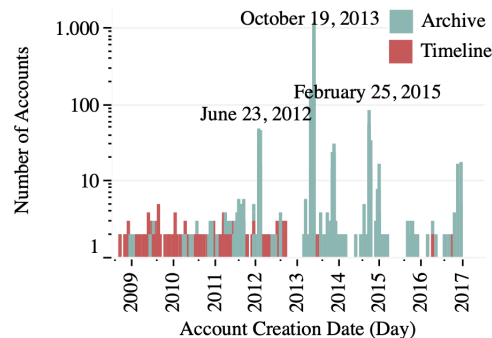 October 19, 2013
Archive
Timeline
February 25, 2015
June 23, 2012
Number of Accounts
1.000
100
10
1
2009 2010 2011 2012 2013 2014 2015 2016 2017
Account Creation Date (Day)